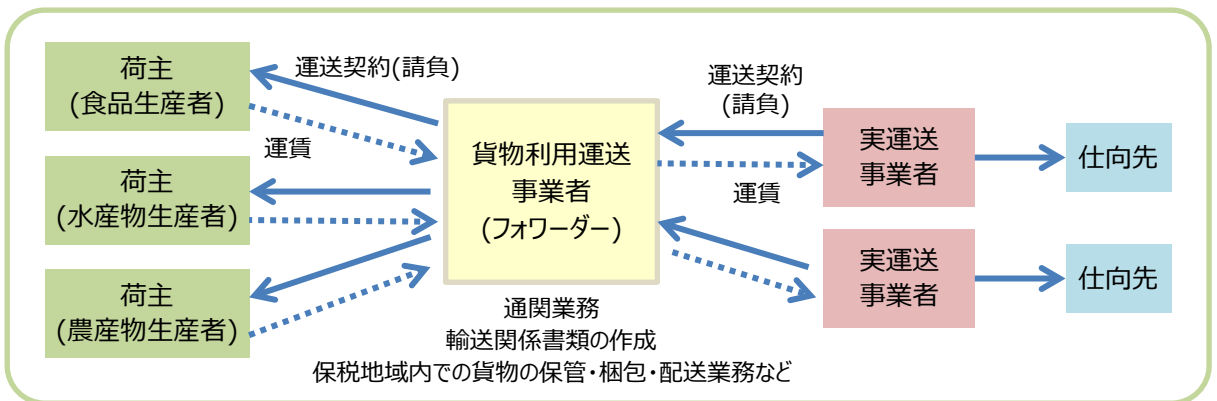 荷主
(食品生産者)
運送契約(請負)
運賃
荷主
(水産物生産者)
荷主
(農産物生産者)
貨物利用運送
事業者
(フォワーダー)
通関業務
輸送関係書類の作成
保税地域内での貨物の保管・梱包・配送業務など
運送契約
(請負)
運賃
実運送
事業者
仕向先
実運送
事業者
仕向先